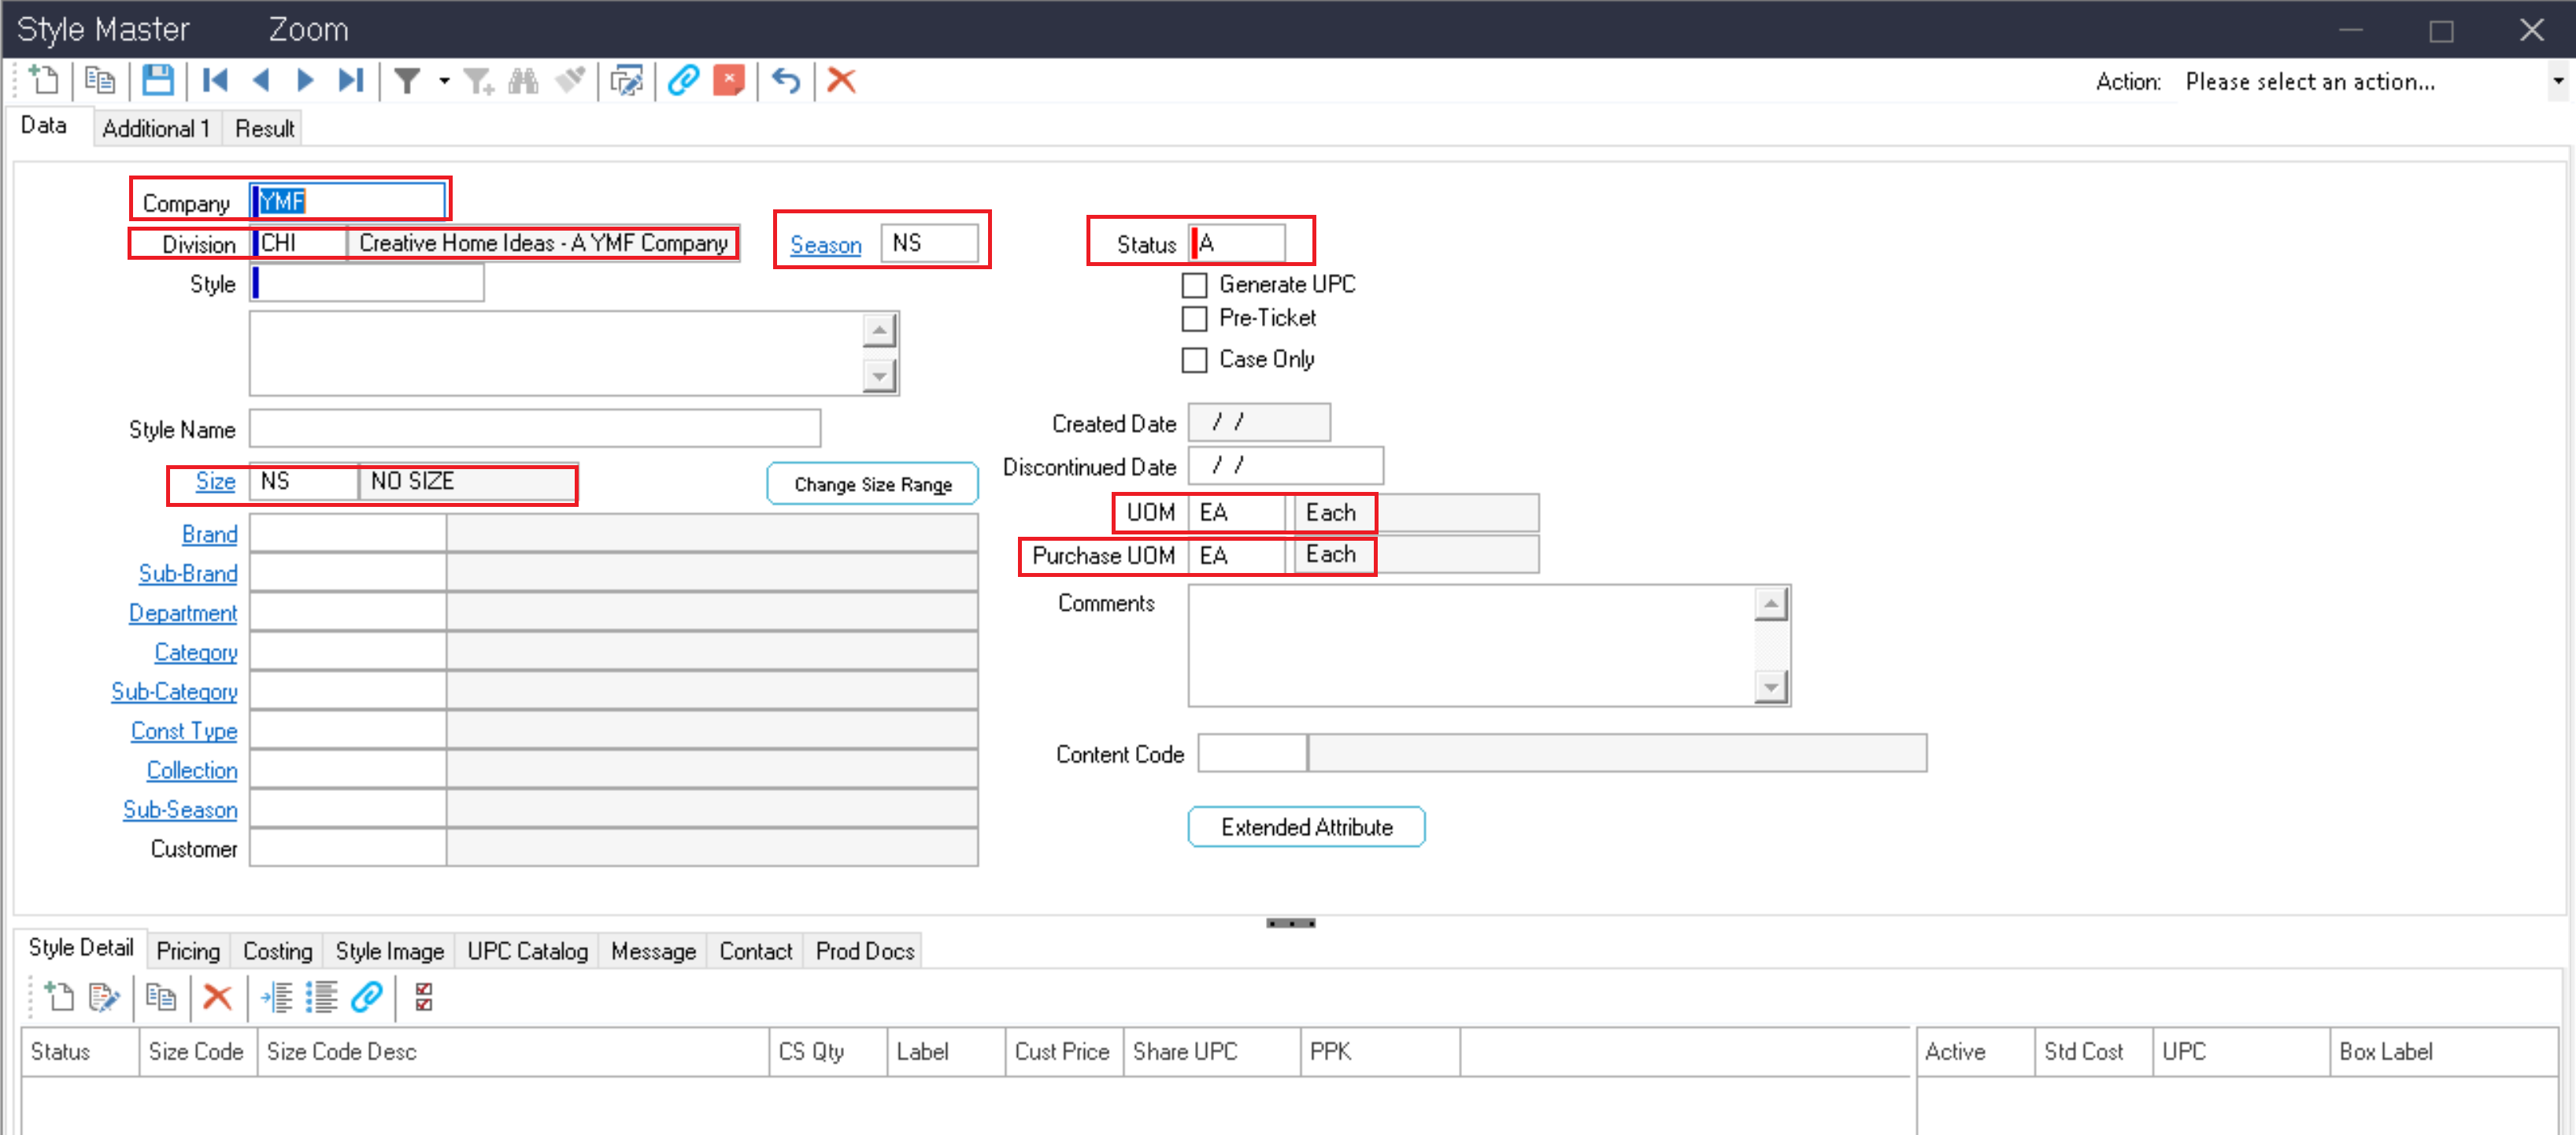 Style Master Zoom
Action: Please select an action...
Data Additional 1 Result
Company YMF
Division CHI Creative Home Ideas - A YMF Company Season NS Status A
Style Generate UPC
Pre-Ticket
Case Only
Created Date / /
Style Name
Discontinued Date / /
Size NS NO SIZE Change Size Range
UOM EA Each
Brand
Purchase UOM EA Each
Sub-Brand
Comments
Department
Category
Sub-Category
Const Type
Content Code
Collection
Sub-Season
Extended Attribute
Customer
Style Detail Pricing Costing Style Image UPC Catalog Message Contact Prod Docs
Status Size Code Size Code Desc CS Qty Label Cust Price Share UPC PPK Active Std Cost UPC Box Label